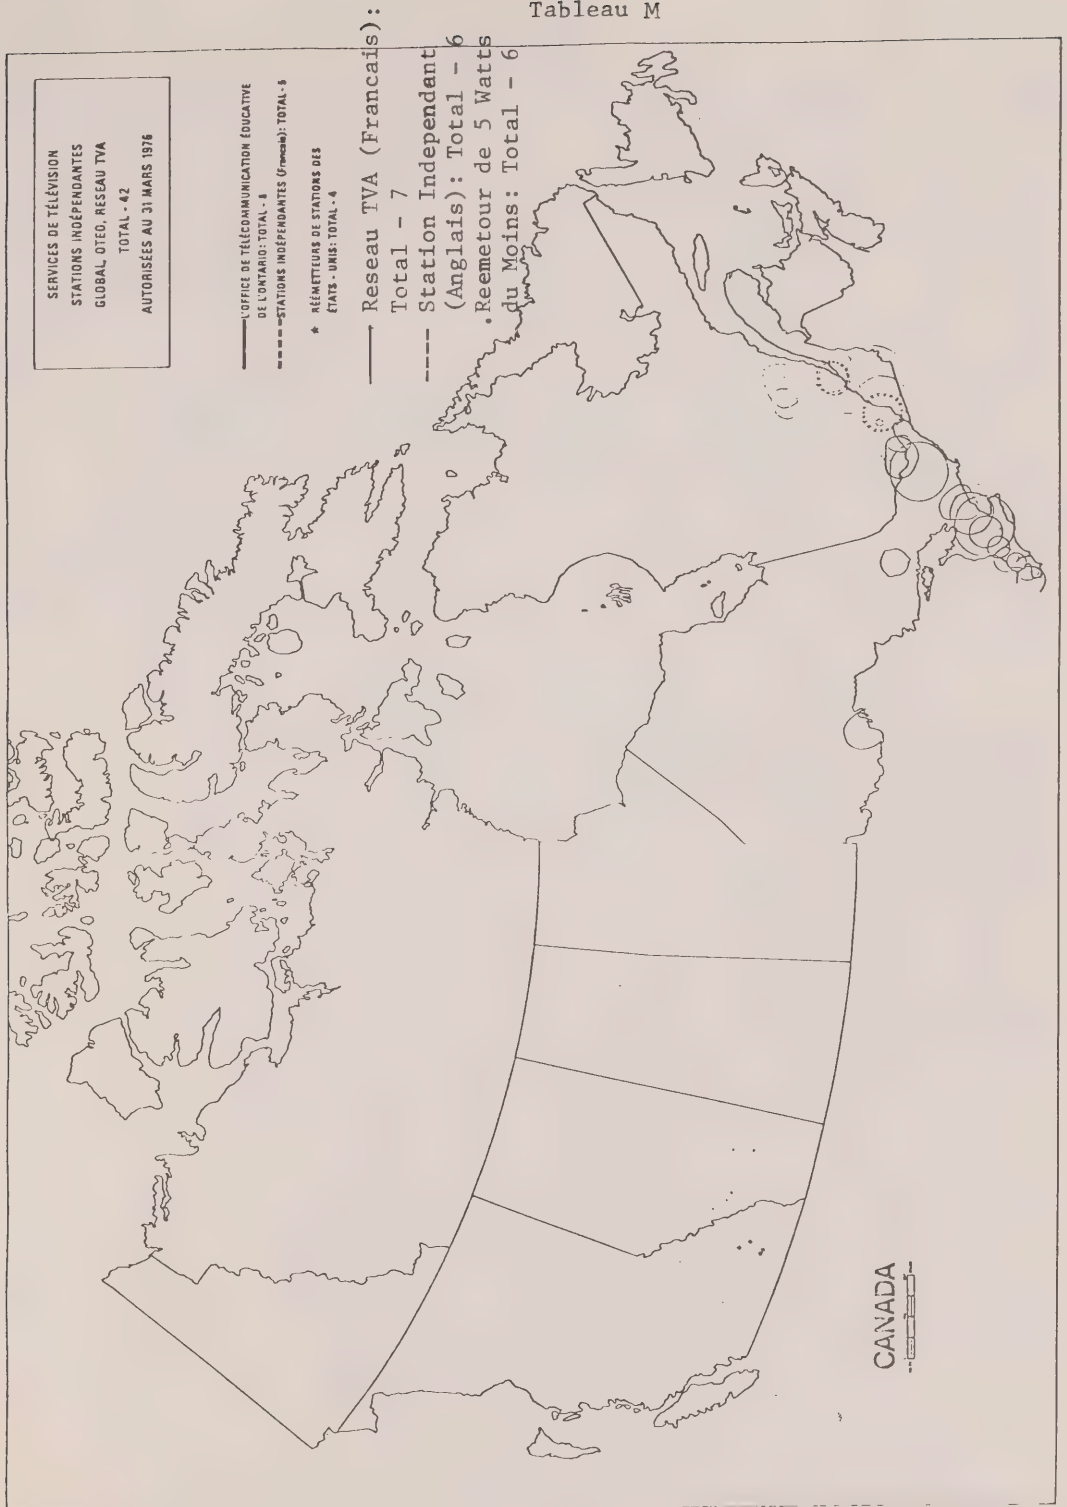 Tableau M
SERVICES DE TÉLÉVISION
STATIONS INDÉPENDANTES
GLOBAL, OTEO, RESEAU TVA
TOTAL - 42
AUTORISÉES AU 31 MARS 1976
L'OFFICE DE TÉLÉCOMMUNICATION ÉDUCATIVE
DE L'ONTARIO: TOTAL - 8
STATIONS INDÉPENDANTES (Francais): TOTAL - 5
★ RÉÉMETTEURS DE STATIONS DES
ÉTATS - UNIS: TOTAL - 4
Reseau TVA (Francais):
Total - 7
Station Independant
(Anglais): Total - 6
.Reemetour de 5 Watts
du Moins: Total - 6
CANADA